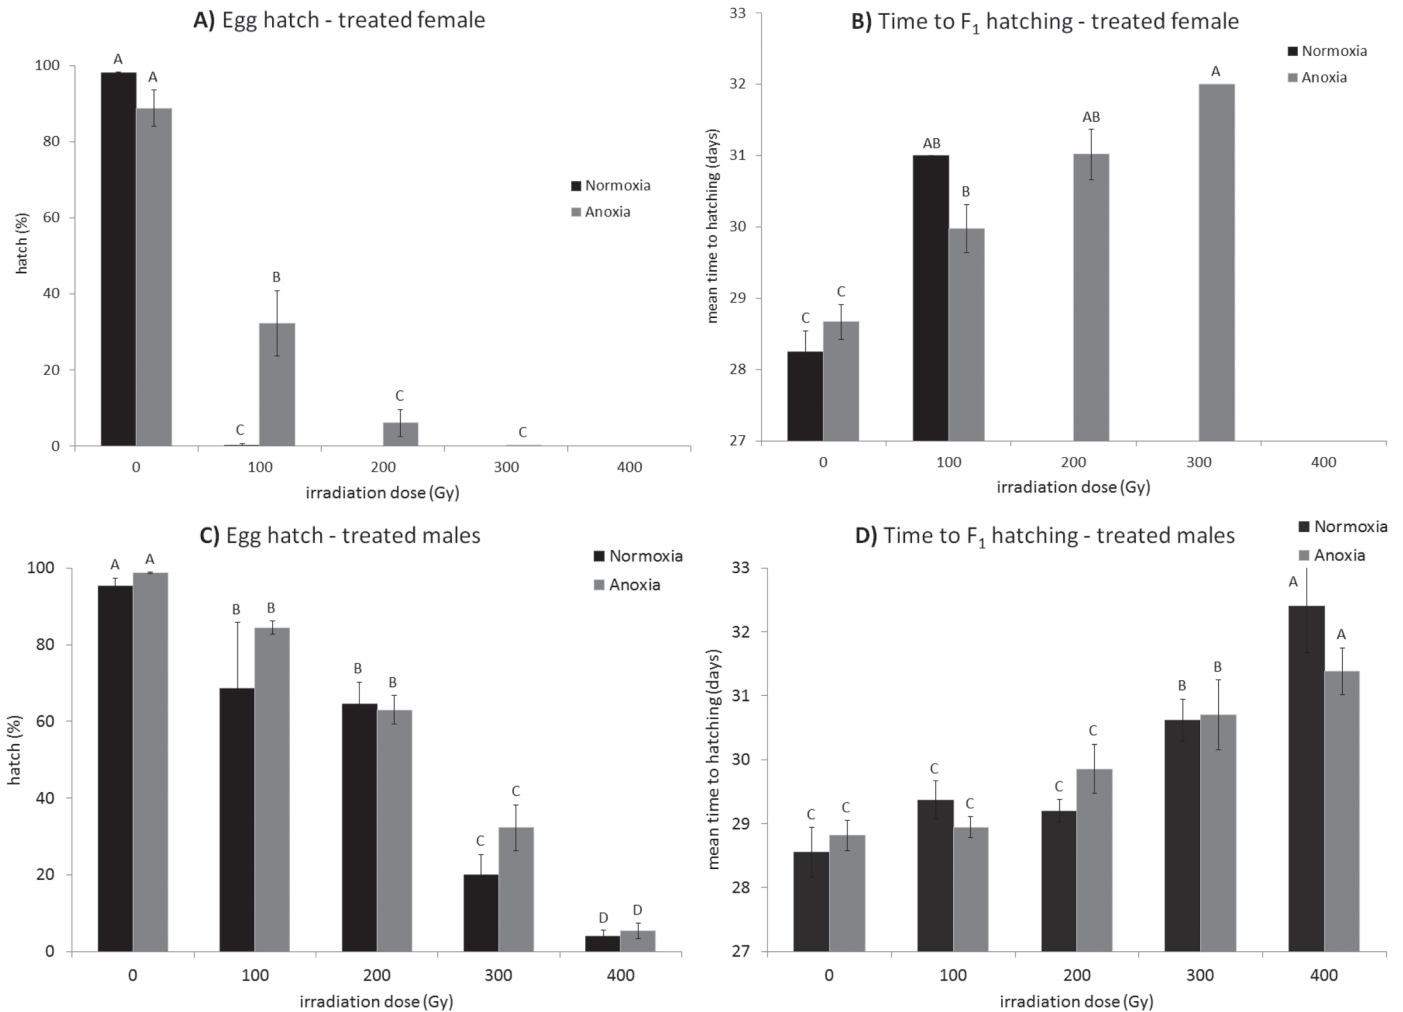 A) Egg hatch - treated female
100
80
60
40
20
0
hatch (%)
A
A
C
B
C
C
Normoxia
Anoxia
0 100 200 300 400
irradiation dose (Gy)
B) Time to F1 hatching - treated female
33
32
31
30
29
28
27
mean time to hatching (days)
C
C
AB
B
AB
A
Normoxia
Anoxia
0 100 200 300 400
irradiation dose (Gy)
C) Egg hatch - treated males
100
80
60
40
20
0
hatch (%)
A
A
B
B
B
B
C
C
D
D
Normoxia
Anoxia
0 100 200 300 400
irradiation dose (Gy)
D) Time to F1 hatching - treated males
33
32
31
30
29
28
27
mean time to hatching (days)
C
C
C
C
C
C
B
B
A
A
Normoxia
Anoxia
0 100 200 300 400
irradiation dose (Gy)